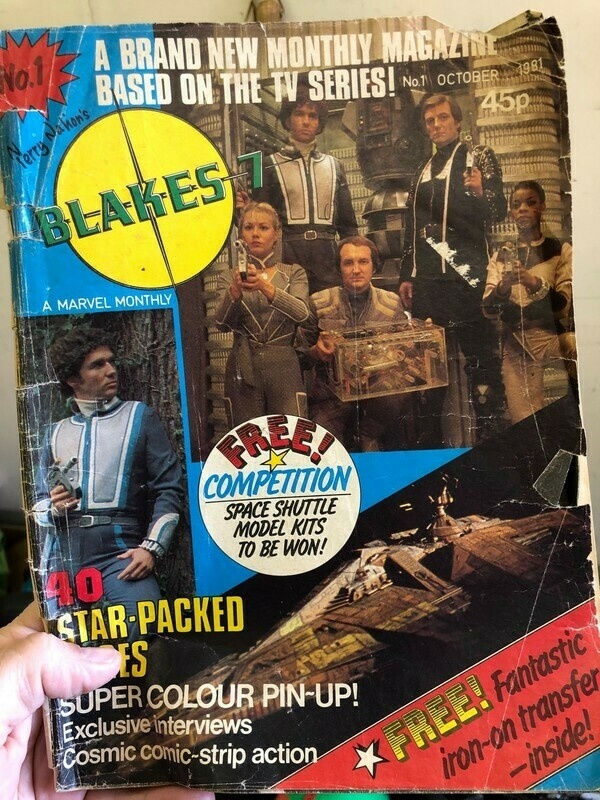 No.1
A BRAND NEW MONTHLY MAGAZINE
BASED ON THE TV SERIES!
No.1 OCTOBER 1981
45p
Terry Nation's
BLAKES 7
A MARVEL MONTHLY
FREE!
COMPETITION
SPACE SHUTTLE
MODEL KITS
TO BE WON!
40
STAR-PACKED
SUPER COLOUR PIN-UP!
Exclusive interviews
Cosmic comic-strip action
FREE! Fantastic
iron-on transfer
—inside!